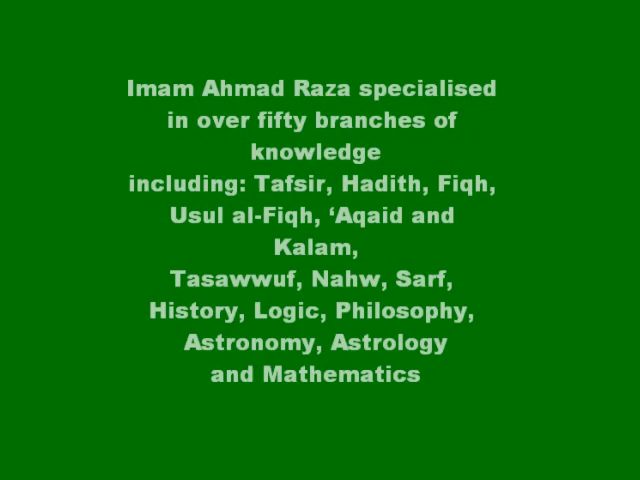 Imam Ahmad Raza specialised
in over fifty branches of
knowledge
including: Tafsir, Hadith, Fiqh,
Usul al-Fiqh, ‘Aqaid and
Kalam,
Tasawwuf, Nahw, Sarf,
History, Logic, Philosophy,
Astronomy, Astrology
and Mathematics